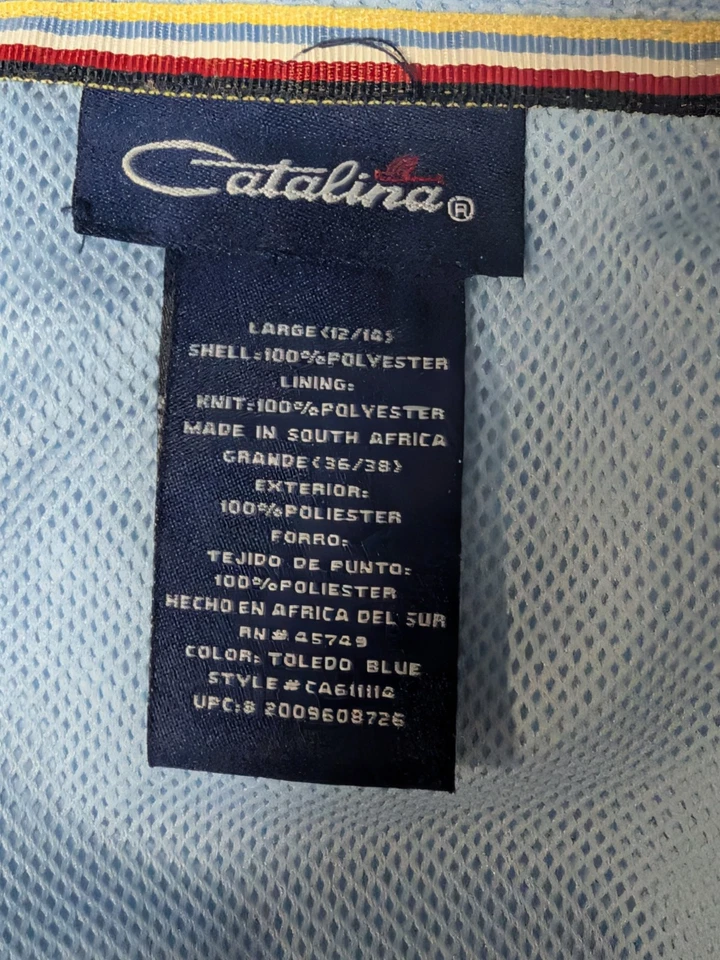 Catalina®
LARGE (12/14)
SHELL:100%POLYESTER
LINING:
KNIT:100%POLYESTER
MADE IN SOUTH AFRICA
GRANDE (36/38)
EXTERIOR:
100%POLIESTER
FORRO:
TEJIDO DE PUNTO:
100%POLIESTER
HECHO EN AFRICA DEL SUR
RN# 45749
COLOR: TOLEDO BLUE
STYLE # CA611114
UPC:# 2009608726